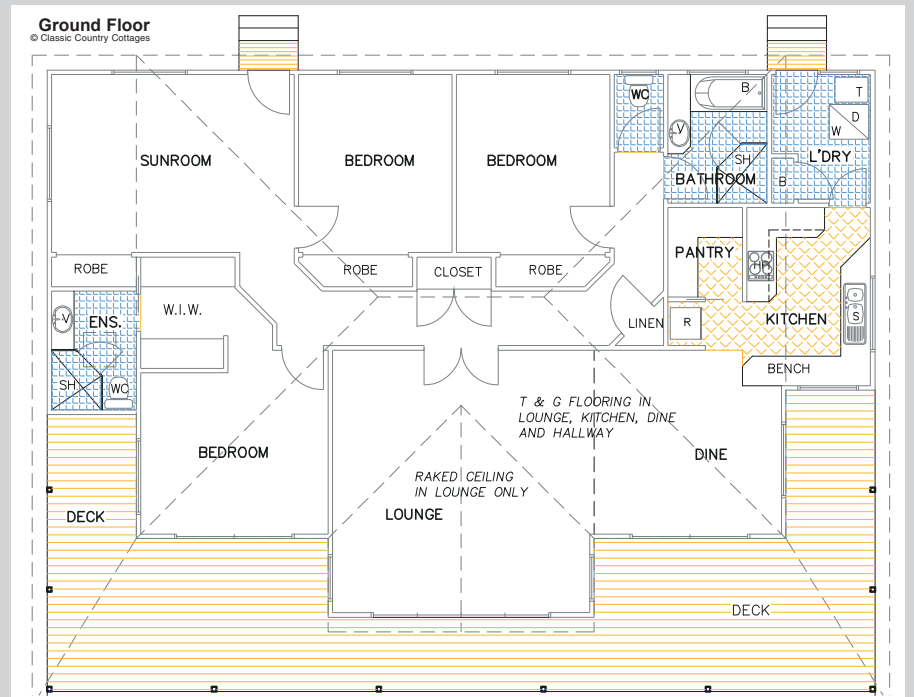 Ground Floor
© Classic Country Cottages
WC
B
T
D
W
V
SUNROOM
BEDROOM
BEDROOM
SH
L'DRY
BATHROOM
B
ROBE
ROBE
CLOSET
ROBE
PANTRY
HP
W.I.W.
V
ENS.
LINEN
R
KITCHEN
S
SH
WC
BENCH
T & G FLOORING IN
LOUNGE, KITCHEN, DINE
AND HALLWAY
BEDROOM
DINE
RAKED CEILING
IN LOUNGE ONLY
LOUNGE
DECK
DECK